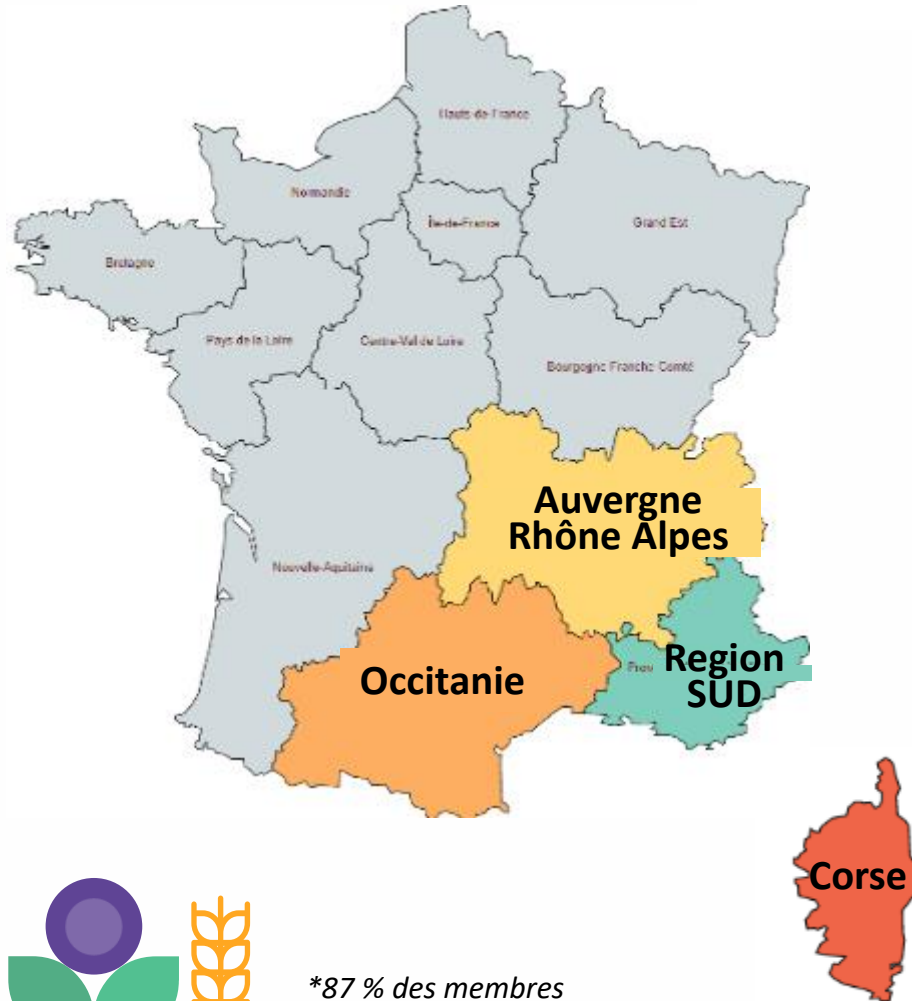 Hauts-de-France
Normandie
Île-de-France
Grand Est
Bretagne
Pays de la Loire
Centre-Val de Loire
Bourgogne Franche-Comté
Auvergne
Rhône Alpes
Nouvelle-Aquitaine
Occitanie
Prov
Region
SUD
Corse
*87 % des membres